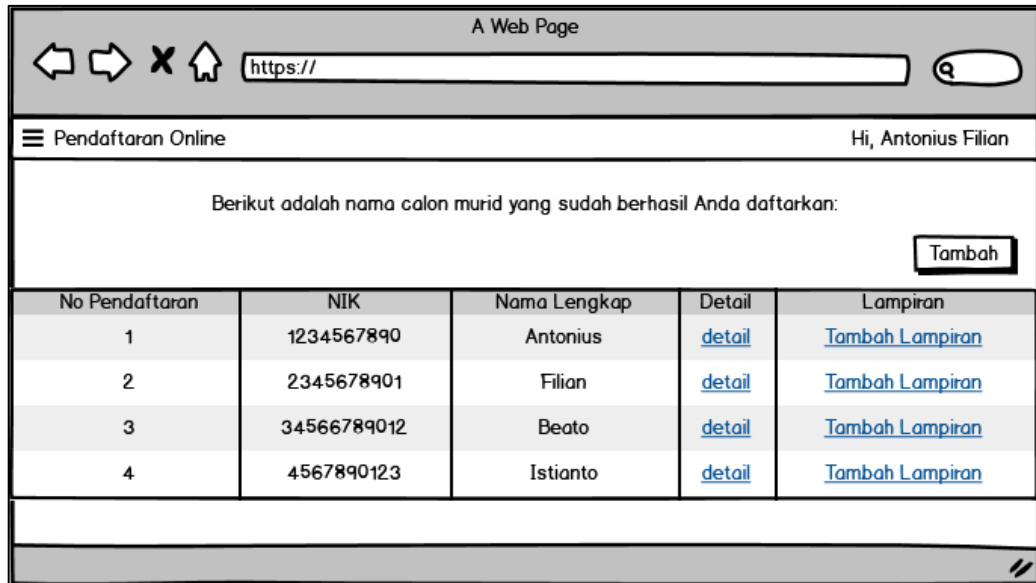 A Web Page
https://
Pendaftaran Online Hi, Antonius Filian
Berikut adalah nama calon murid yang sudah berhasil Anda daftarkan:
Tambah
No Pendaftaran NIK Nama Lengkap Detail Lampiran
1 1234567890 Antonius detail Tambah Lampiran
2 2345678901 Filian detail Tambah Lampiran
3 34566789012 Beato detail Tambah Lampiran
4 4567890123 Istianto detail Tambah Lampiran